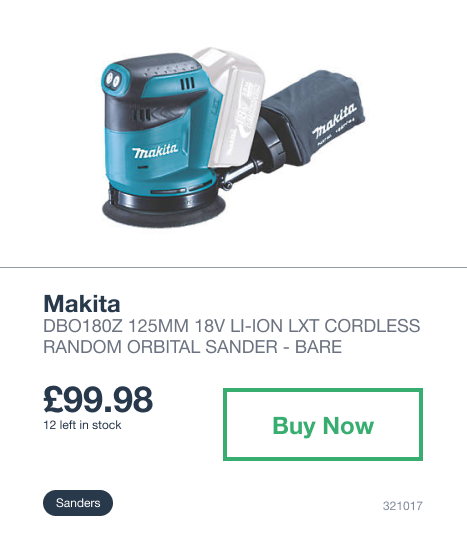 makita
makita
Makita
DBO180Z 125MM 18V LI-ION LXT CORDLESS
RANDOM ORBITAL SANDER - BARE
£99.98
12 left in stock
Buy Now
Sanders
321017